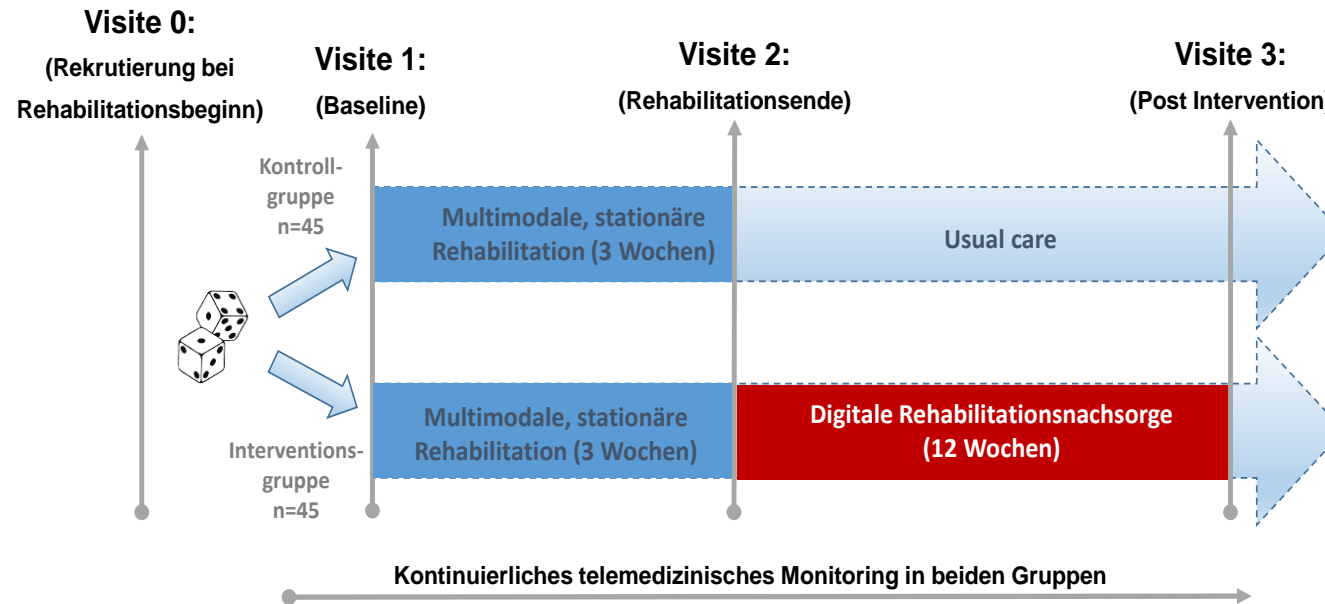 Visite 0:
(Rekrutierung bei
Rehabilitationsbeginn)
Visite 1:
(Baseline)
Visite 2:
(Rehabilitationsende)
Visite 3:
(Post Intervention)
Kontroll-
gruppe
n=45
Multimodale, stationäre
Rehabilitation (3 Wochen)
Usual care
Interventions-
gruppe
n=45
Multimodale, stationäre
Rehabilitation (3 Wochen)
Digitale Rehabilitationsnachsorge
(12 Wochen)
Kontinuierliches telemedizinisches Monitoring in beiden Gruppen